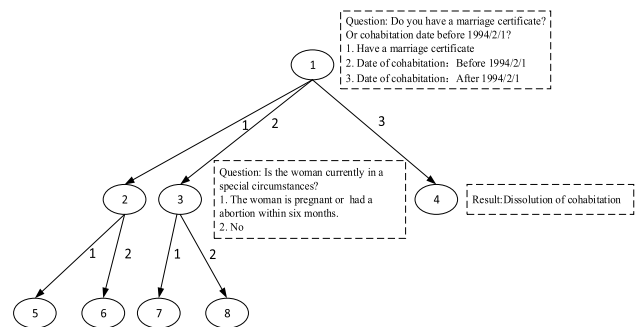 Question: Do you have a marriage certificate?
Or cohabitation date before 1994/2/1?
1. Have a marriage certificate
2. Date of cohabitation：Before 1994/2/1
3. Date of cohabitation：After 1994/2/1
1
1
2
3
Question: Is the woman currently in a
special circumstances?
1. The woman is pregnant or had a
abortion within six months.
2. No
2
3
4
Result:Dissolution of cohabitation
1
2
1
2
5
6
7
8